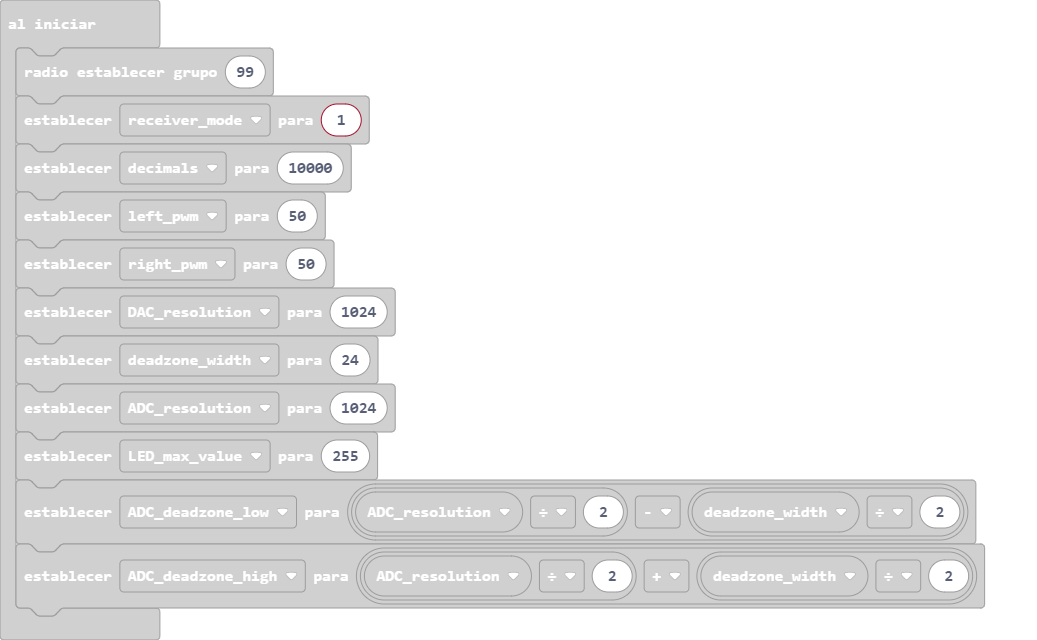 al iniciar
radio establecer grupo 99
establecer receiver_mode para 1
establecer decimals para 10000
establecer left_pwm para 50
establecer right_pwm para 50
establecer DAC_resolution para 1024
establecer deadzone_width para 24
establecer ADC_resolution para 1024
establecer LED_max_value para 255
establecer ADC_deadzone_low para ADC_resolution ÷ 2 - deadzone_width ÷ 2
establecer ADC_deadzone_high para ADC_resolution ÷ 2 + deadzone_width ÷ 2